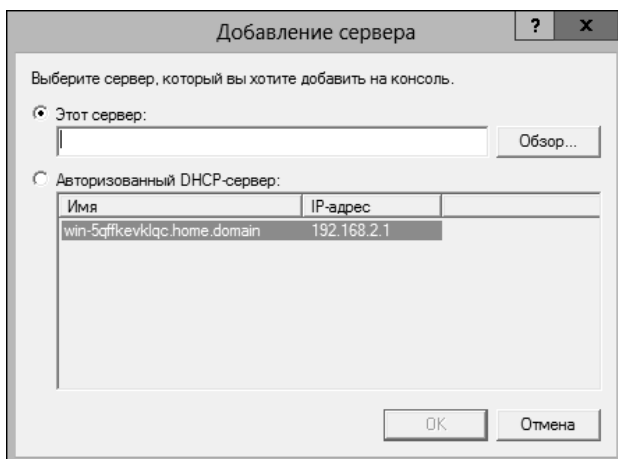 Добавление сервера
?
x
Выберите сервер, который вы хотите добавить на консоль.
Этот сервер:
Обзор...
Авторизованный DHCP-сервер:
Имя IP-адрес
win-5qffkevklqc.home.domain 192.168.2.1
OK Отмена